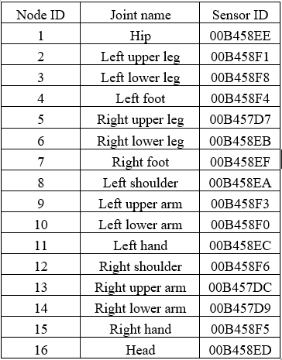 Node ID Joint name Sensor ID
1 Hip 00B458EE
2 Left upper leg 00B458F1
3 Left lower leg 00B458F8
4 Left foot 00B458F4
5 Right upper leg 00B457D7
6 Right lower leg 00B458EB
7 Right foot 00B458EF
8 Left shoulder 00B458EA
9 Left upper arm 00B458F3
10 Left lower arm 00B458F0
11 Left hand 00B458EC
12 Right shoulder 00B458F6
13 Right upper arm 00B457DC
14 Right lower arm 00B457D9
15 Right hand 00B458F5
16 Head 00B458ED